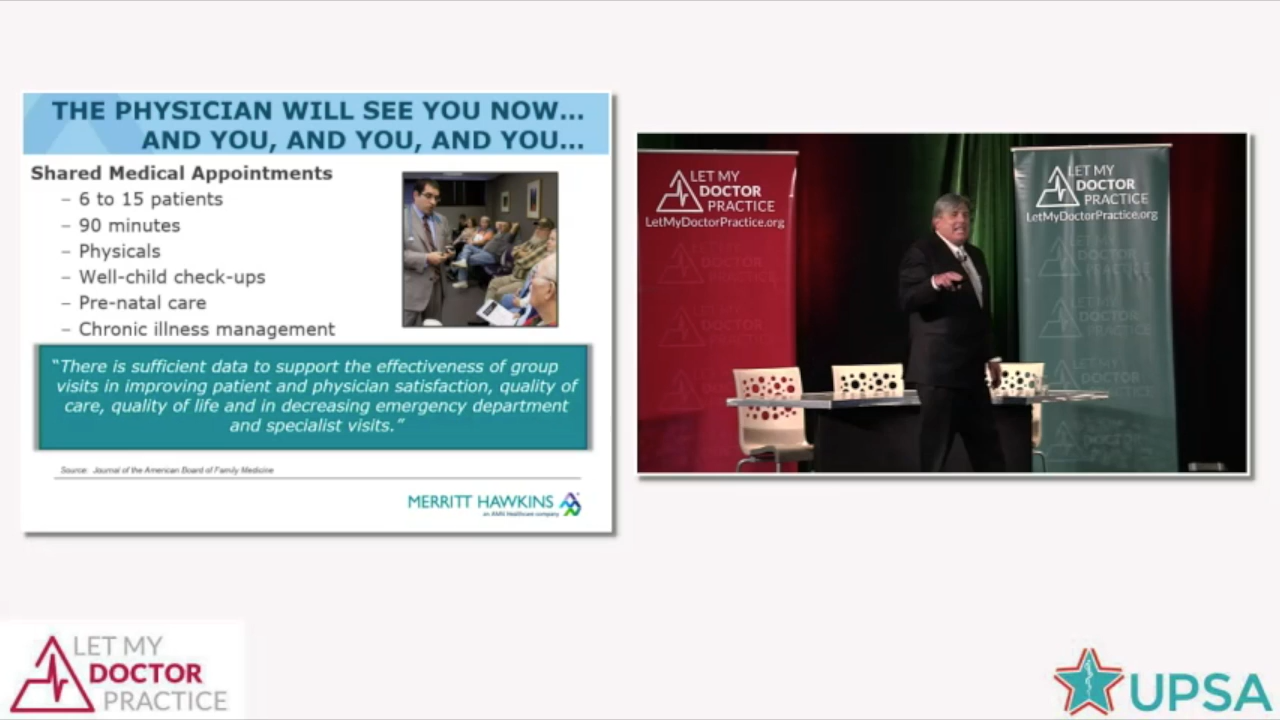 THE PHYSICIAN WILL SEE YOU NOW...
AND YOU, AND YOU, AND YOU...
Shared Medical Appointments
– 6 to 15 patients
– 90 minutes
– Physicals
– Well-child check-ups
– Pre-natal care
– Chronic illness management
“There is sufficient data to support the effectiveness of group
visits in improving patient and physician satisfaction, quality of
care, quality of life and in decreasing emergency department
and specialist visits.”
Source: Journal of the American Board of Family Medicine
MERRITT HAWKINS
an AMN Healthcare company
LET MY
DOCTOR
PRACTICE
LetMyDoctorPractice.org
LET MY
DOCTOR
PRACTICE
LetMyDoctorPractice.org
LET MY
DOCTOR
PRACTICE
UPSA